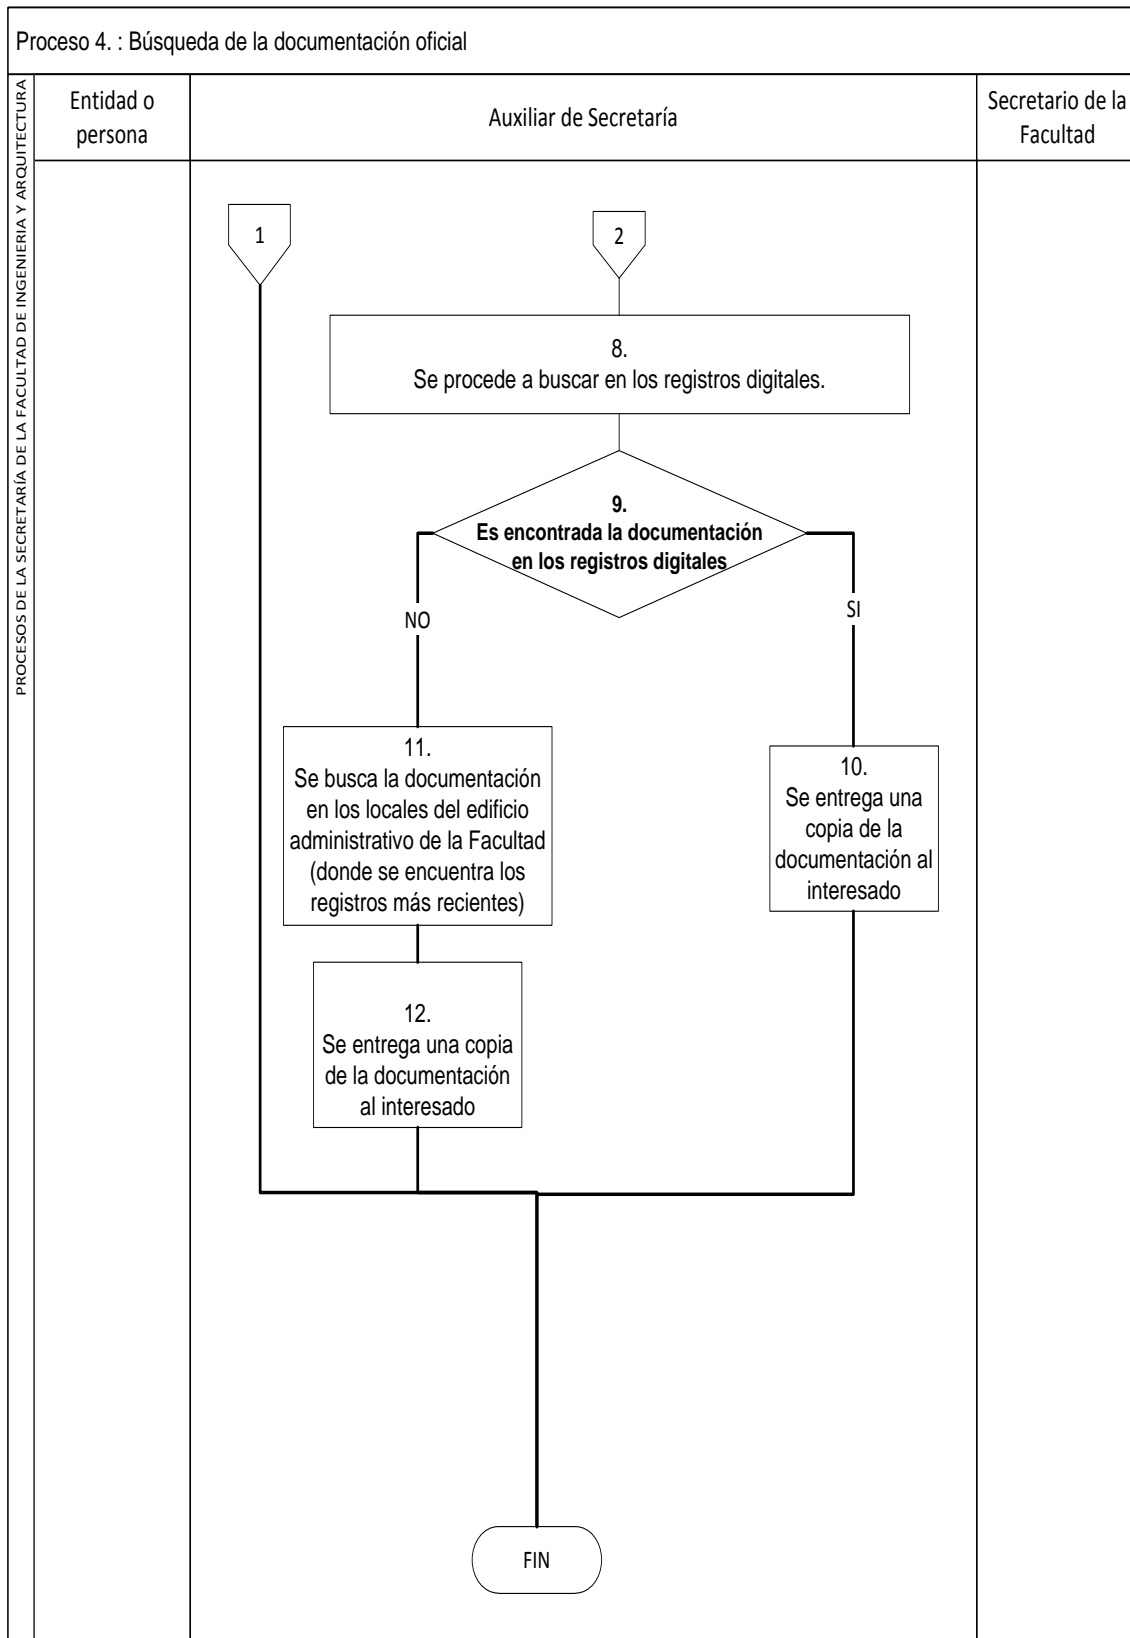 Proceso 4. : Búsqueda de la documentación oficial
PROCESOS DE LA SECRETARÍA DE LA FACULTAD DE INGENIERIA Y ARQUITECTURA
Entidad o
persona
Auxiliar de Secretaría
Secretario de la
Facultad
1
2
8.
Se procede a buscar en los registros digitales.
9.
Es encontrada la documentación
en los registros digitales
NO
SI
11.
Se busca la documentación
en los locales del edificio
administrativo de la Facultad
(donde se encuentra los
registros más recientes)
10.
Se entrega una
copia de la
documentación al
interesado
12.
Se entrega una copia
de la documentación
al interesado
FIN